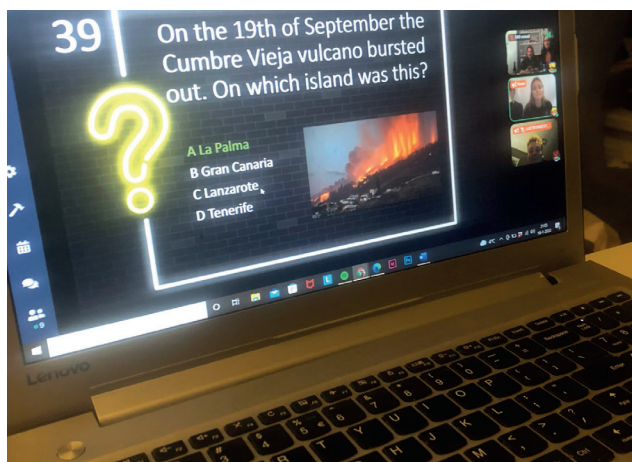 39
On the 19th of September the
Cumbre Vieja vulcano bursted
out. On which island was this?
A La Palma
B Gran Canaria
C Lanzarote
D Tenerife
Lenovo